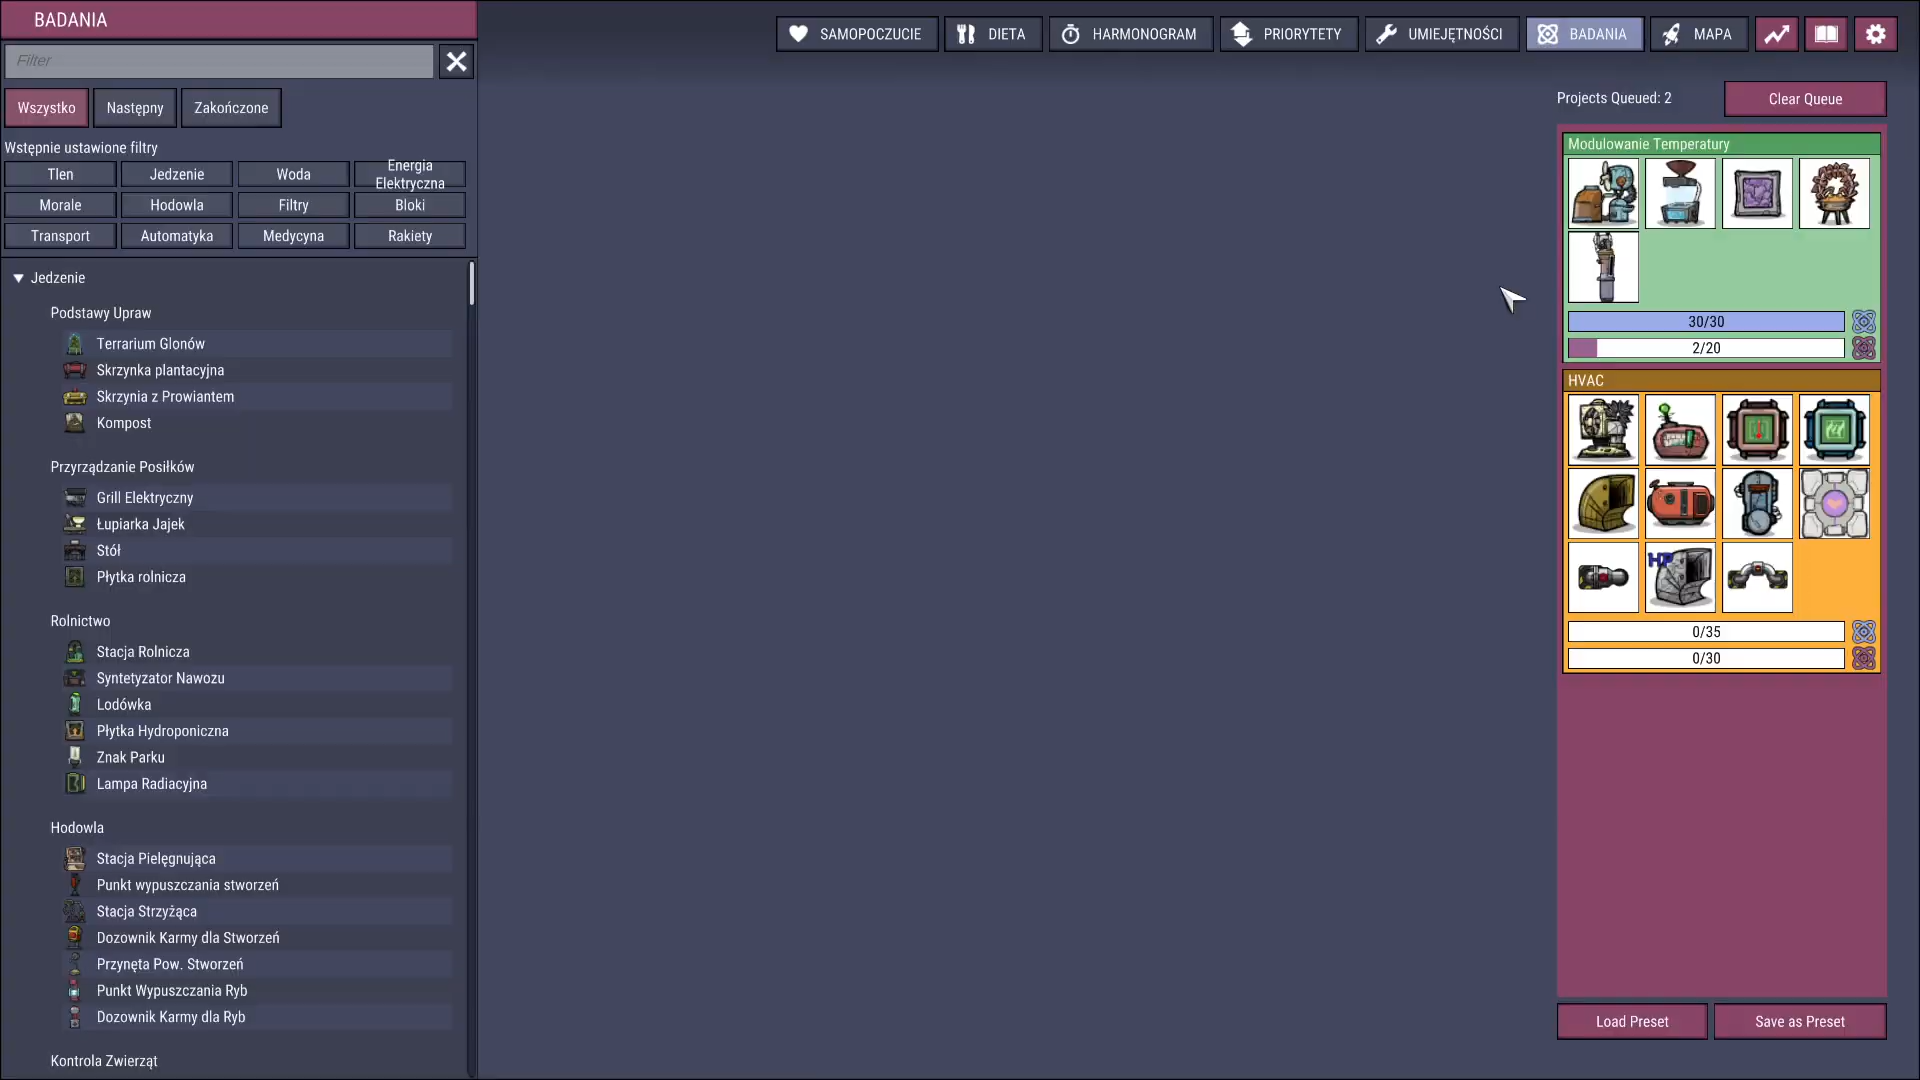 BADANIA
Filter
Wszystko Następny Zakończone
Wstępnie ustawione filtry
Tlen Jedzenie Woda Energia Elektryczna
Morale Hodowla Filtry Bloki
Transport Automatyka Medycyna Rakiety
Jedzenie
Podstawy Upraw
Terrarium Glonów
Skrzynka plantacyjna
Skrzynia z Prowiantem
Kompost
Przyrządzanie Posiłków
Grill Elektryczny
Łupiarka Jajek
Stół
Płytka rolnicza
Rolnictwo
Stacja Rolnicza
Syntetyzator Nawozu
Lodówka
Płytka Hydroponiczna
Znak Parku
Lampa Radiacyjna
Hodowla
Stacja Pielęgnująca
Punkt wypuszczania stworzeń
Stacja Strzyżąca
Dozownik Karmy dla Stworzeń
Przynęta Pow. Stworzeń
Punkt Wypuszczania Ryb
Dozownik Karmy dla Ryb
Kontrola Zwierząt
SAMOPOCZUCIE DIETA HARMONOGRAM PRIORYTETY UMIEJĘTNOŚCI BADANIA MAPA
Projects Queued: 2 Clear Queue
Modulowanie Temperatury
30/30
2/20
HVAC
HP
0/35
0/30
Load Preset Save as Preset